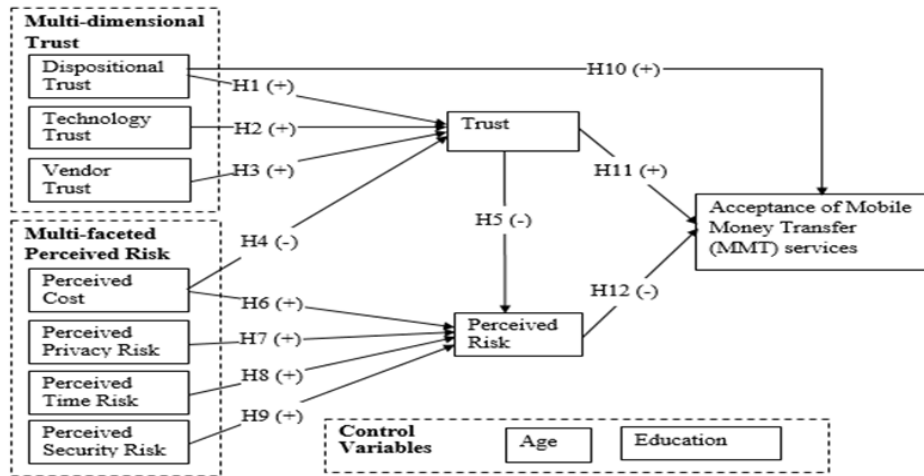 Multi-dimensional
Trust
Dispositional
Trust
Technology
Trust
Vendor
Trust
H1 (+)
H2 (+)
H3 (+)
H10 (+)
Trust
H11 (+)
H5 (-)
H4 (-)
Acceptance of Mobile
Money Transfer
(MMT) services
H12 (-)
Multi-faceted
Perceived Risk
Perceived
Cost
Perceived
Privacy Risk
Perceived
Time Risk
Perceived
Security Risk
H6 (+)
H7 (+)
H8 (+)
H9 (+)
Perceived
Risk
Control
Variables
Age
Education